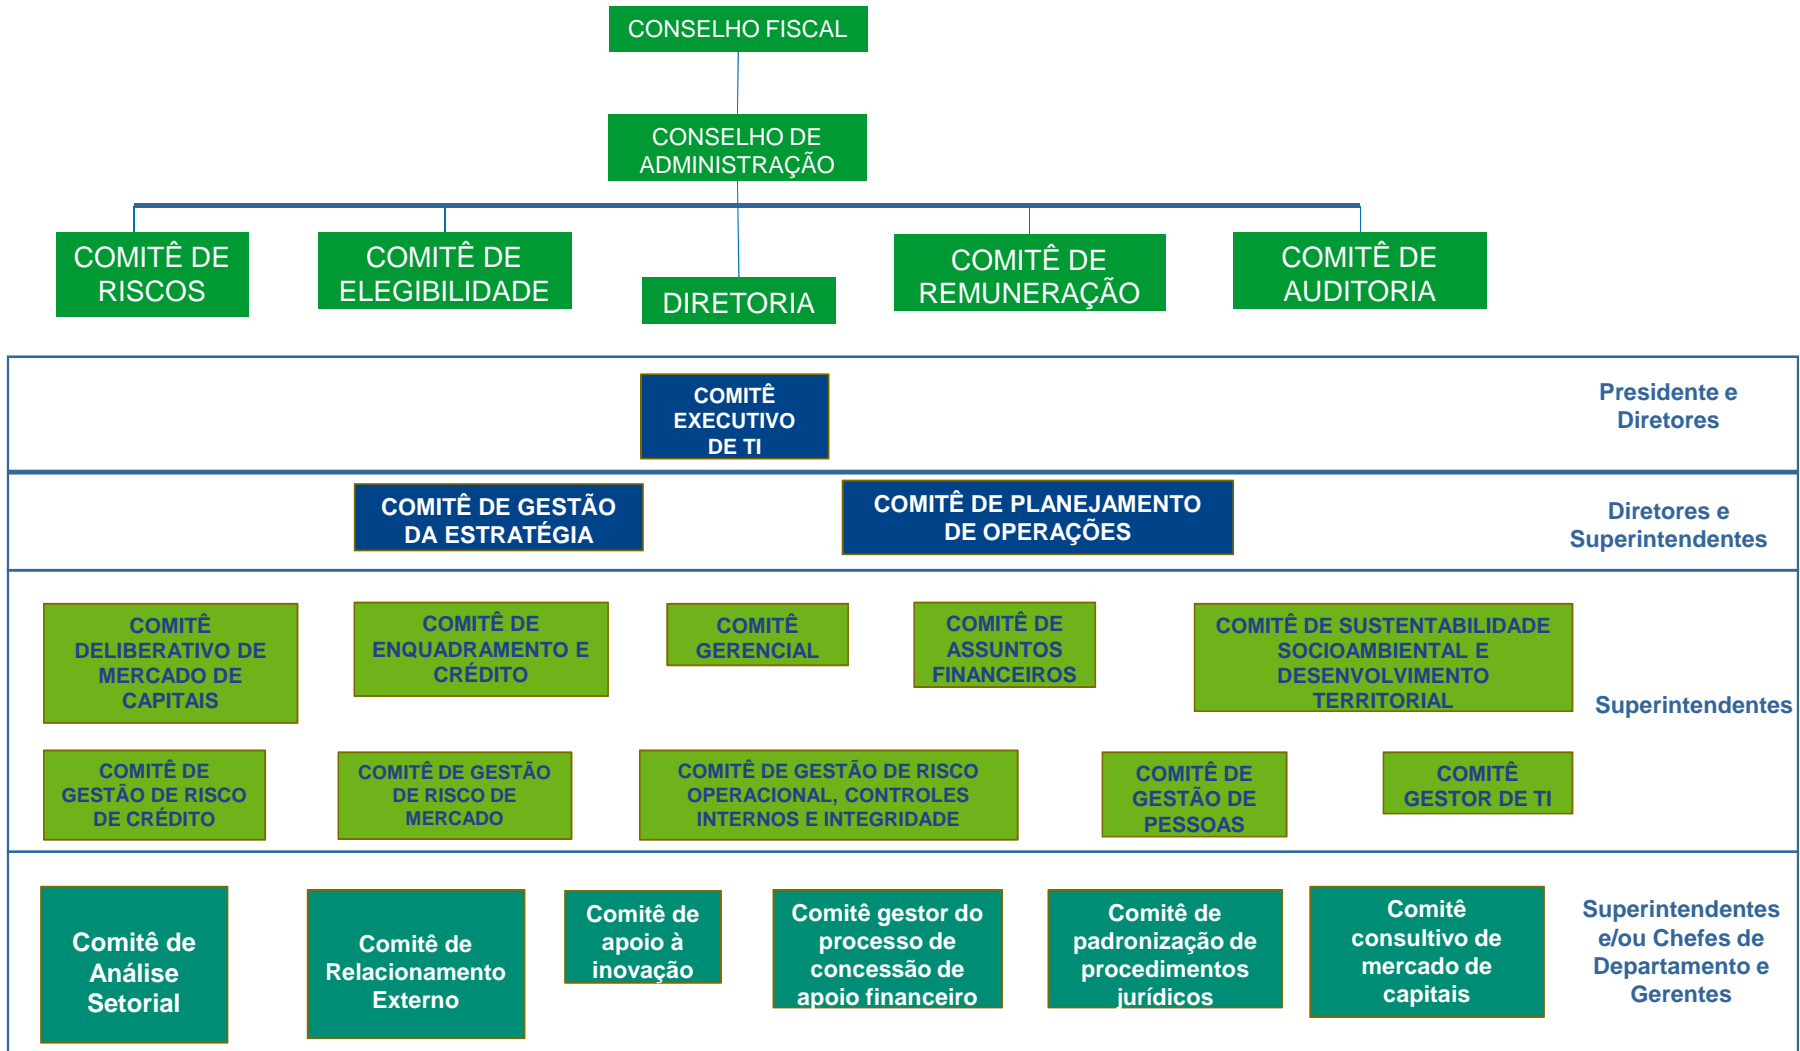 CONSELHO FISCAL
CONSELHO DE
ADMINISTRAÇÃO
COMITÊ DE
RISCOS
COMITÊ DE
ELEGIBILIDADE
DIRETORIA
COMITÊ DE
REMUNERAÇÃO
COMITÊ DE
AUDITORIA
COMITÊ
EXECUTIVO
DE TI
Presidente e
Diretores
COMITÊ DE GESTÃO
DA ESTRATÉGIA
COMITÊ DE PLANEJAMENTO
DE OPERAÇÕES
Diretores e
Superintendentes
COMITÊ
DELIBERATIVO DE
MERCADO DE
CAPITAIS
COMITÊ DE
ENQUADRAMENTO E
CRÉDITO
COMITÊ
GERENCIAL
COMITÊ DE
ASSUNTOS
FINANCEIROS
COMITÊ DE SUSTENTABILIDADE
SOCIOAMBIENTAL E
DESENVOLVIMENTO
TERRITORIAL
Superintendentes
COMITÊ DE
GESTÃO DE RISCO
DE CRÉDITO
COMITÊ DE GESTÃO
DE RISCO DE
MERCADO
COMITÊ DE GESTÃO DE RISCO
OPERACIONAL, CONTROLES
INTERNOS E INTEGRIDADE
COMITÊ DE
GESTÃO DE
PESSOAS
COMITÊ
GESTOR DE TI
Comitê de
Análise
Setorial
Comitê de
Relacionamento
Externo
Comitê de
apoio à
inovação
Comitê gestor do
processo de
concessão de
apoio financeiro
Comitê de
padronização de
procedimentos
jurídicos
Comitê
consultivo de
mercado de
capitais
Superintendentes
e/ou Chefes de
Departamento e
Gerentes